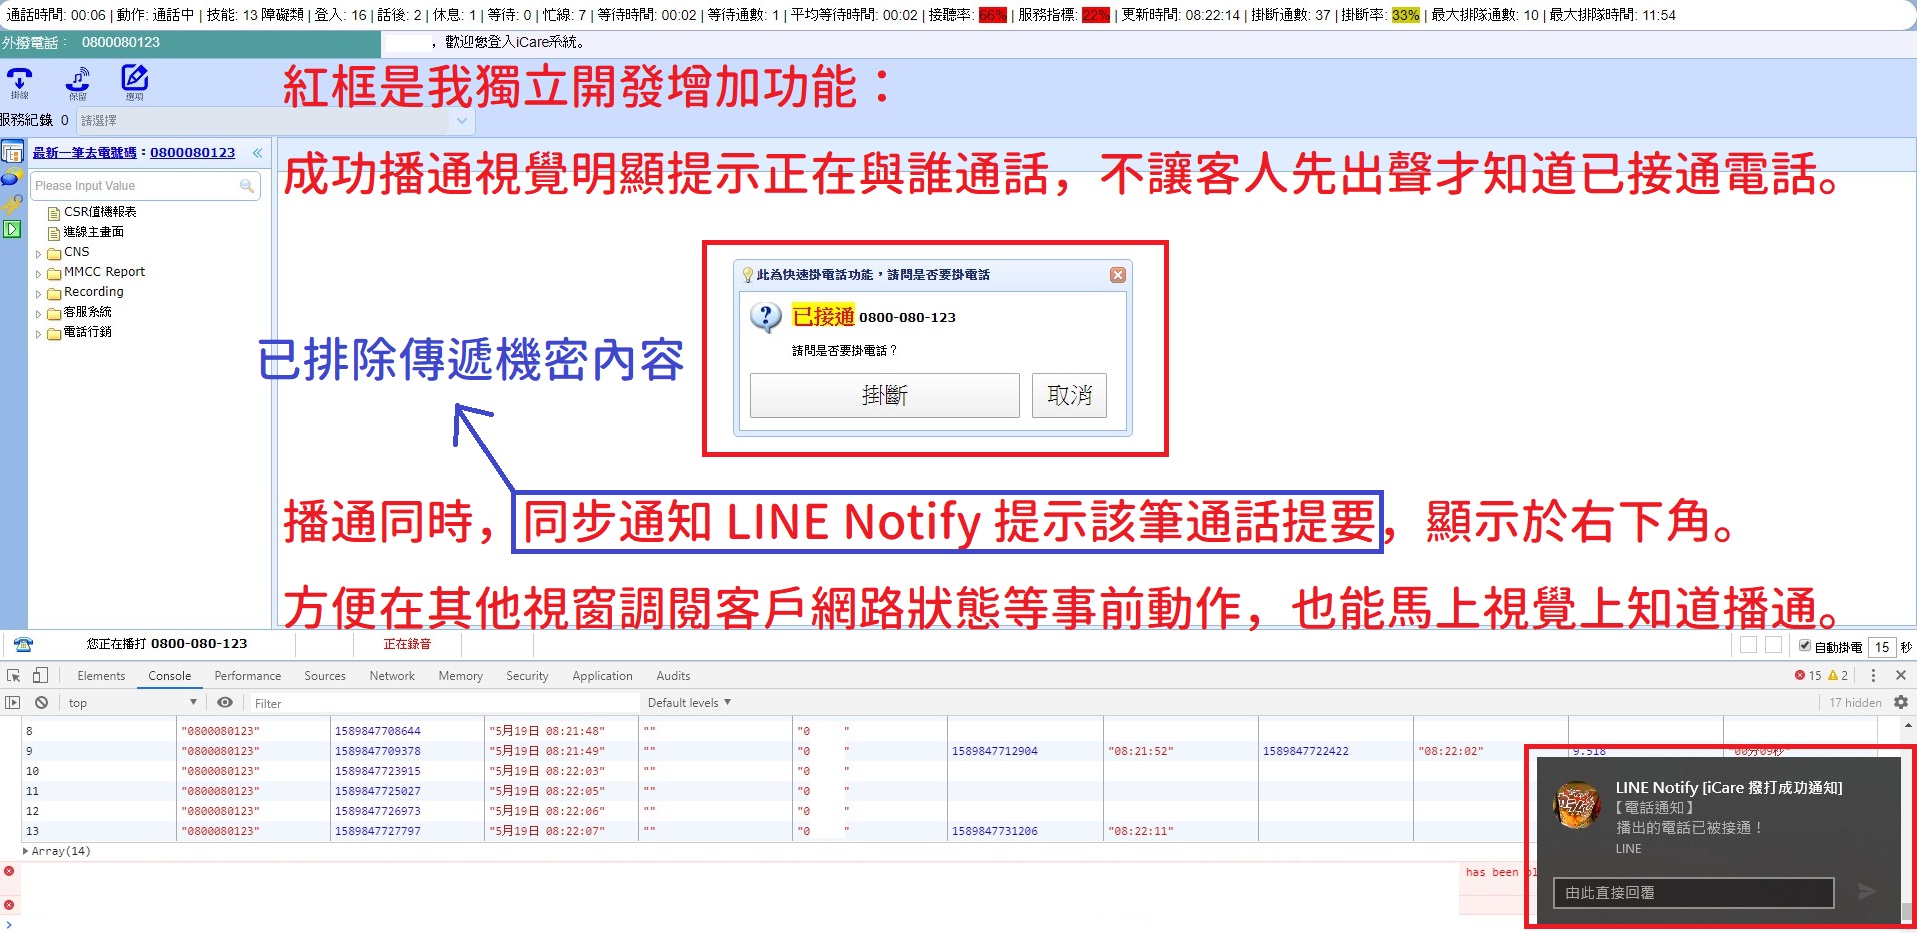 通話時間: 00:06 | 動作: 通話中 | 技能: 13 障礙類 | 登入: 16 | 話後: 2 | 休息: 1 | 等待: 0 | 忙線: 7 | 等待時間: 00:02 | 等待通數: 1 | 平均等待時間: 00:02 | 接聽率: 66% | 服務指標: 22% | 更新時間: 08:22:14 | 掛斷通數: 37 | 掛斷率: 33% | 最大排隊通數: 10 | 最大排隊時間: 11:54
外撥電話： 0800080123
，歡迎您登入iCare系統。
掛線 保留 選項
紅框是我獨立開發增加功能：
服務紀錄 0 請選擇
最新一筆去電號碼：0800080123
成功播通視覺明顯提示正在與誰通話，不讓客人先出聲才知道已接通電話。
Please Input Value
CSR值機報表
進線主畫面
CNS
MMCC Report
Recording
客服系統
電話行銷
此為快速掛電話功能，請問是否要掛電話
已接通 0800-080-123
請問是否要掛電話？
掛斷 取消
已排除傳遞機密內容
播通同時，同步通知 LINE Notify 提示該筆通話提要，顯示於右下角。
方便在其他視窗調閱客戶網路狀態等事前動作，也能馬上視覺上知道播通。
您正在播打 0800-080-123 正在錄音 自動掛電 15 秒
Elements Console Performance Sources Network Memory Security Application Audits 15 2
top Filter Default levels 17 hidden
8 "0800080123" 1589847708644 "5月19日 08:21:48" "" "0 "
9 "0800080123" 1589847709378 "5月19日 08:21:49" "" "0 " 1589847712904 "08:21:52" 1589847722422 "08:22:02" 9.518 "00分09秒"
10 "0800080123" 1589847723915 "5月19日 08:22:03" "" "0 "
11 "0800080123" 1589847725027 "5月19日 08:22:05" "" "0 "
12 "0800080123" 1589847726973 "5月19日 08:22:06" "" "0 "
13 "0800080123" 1589847727797 "5月19日 08:22:07" "" "0 " 1589847731206 "08:22:11"
Array(14)
has been
LINE Notify [iCare 撥打成功通知]
【電話通知】
播出的電話已被接通！
LINE
由此直接回覆